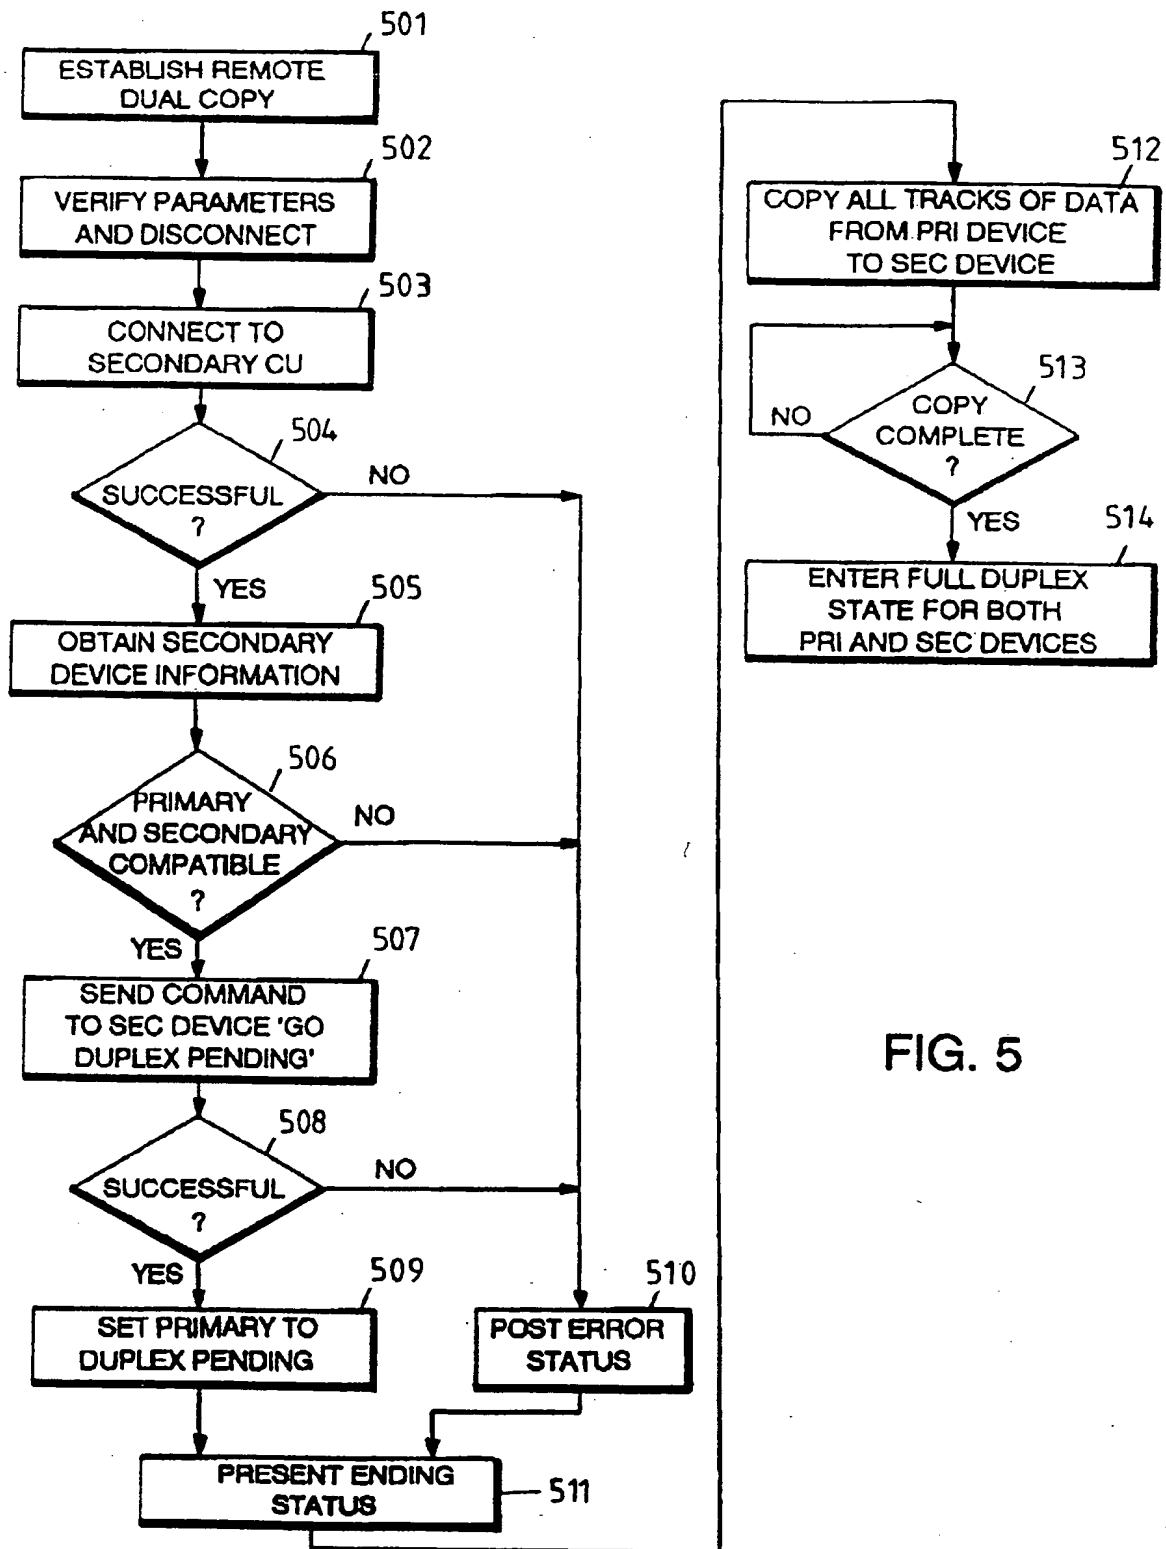 501
ESTABLISH REMOTE
DUAL COPY
502
VERIFY PARAMETERS
AND DISCONNECT
503
CONNECT TO
SECONDARY CU
504
SUCCESSFUL
?
NO
YES
505
OBTAIN SECONDARY
DEVICE INFORMATION
506
PRIMARY
AND SECONDARY
COMPATIBLE
?
NO
YES
507
SEND COMMAND
TO SEC DEVICE 'GO
DUPLEX PENDING'
508
SUCCESSFUL
?
NO
YES
509
SET PRIMARY TO
DUPLEX PENDING
510
POST ERROR
STATUS
PRESENT ENDING
STATUS
511
512
COPY ALL TRACKS OF DATA
FROM PRI DEVICE
TO SEC DEVICE
513
COPY
COMPLETE
?
NO
YES
514
ENTER FULL DUPLEX
STATE FOR BOTH
PRI AND SEC DEVICES
FIG. 5